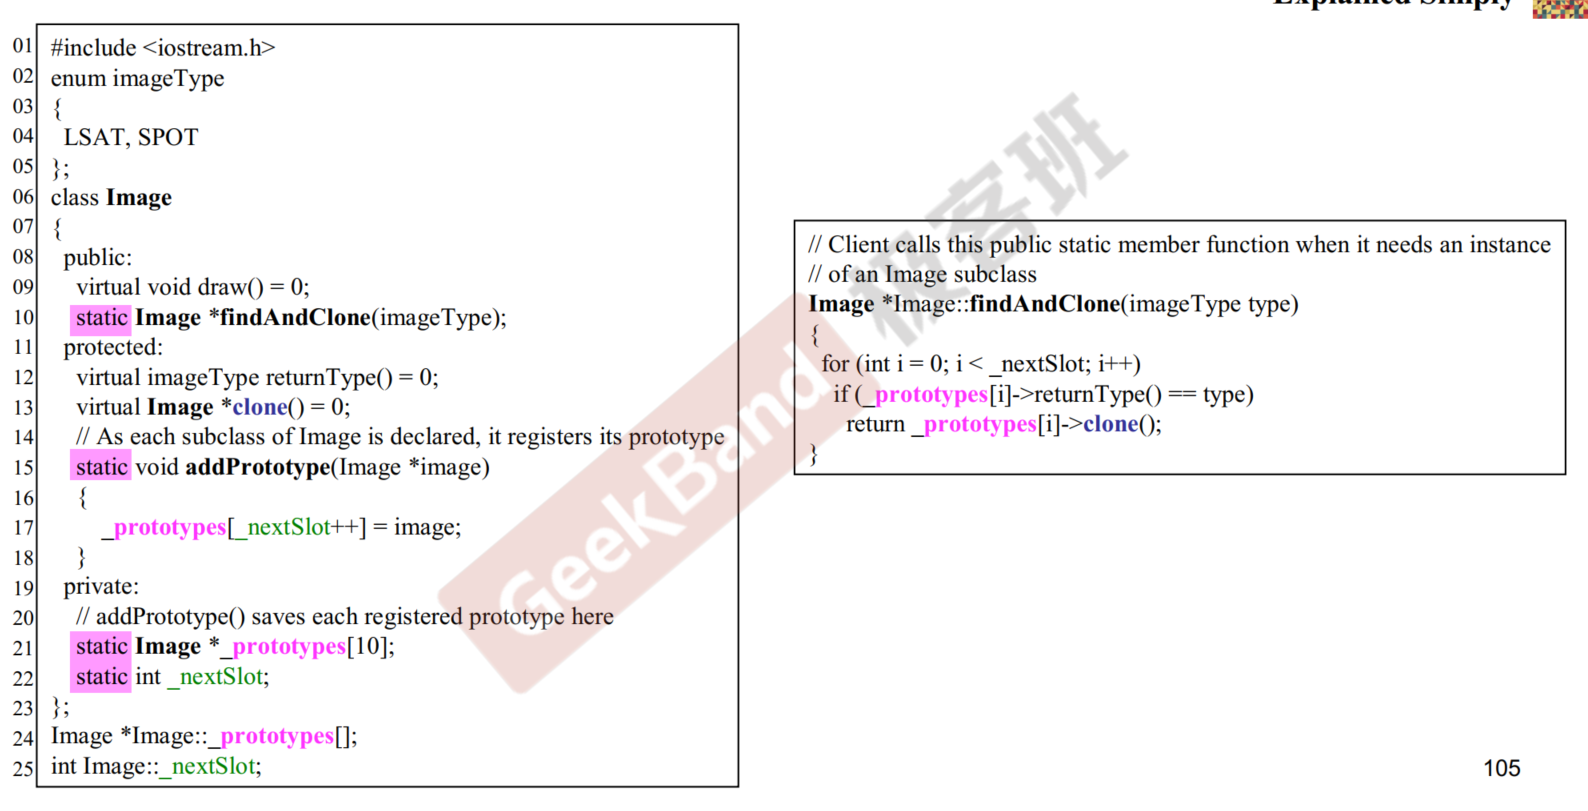 Explained Simply
01 #include <iostream.h>
02 enum imageType
03 {
04 LSAT, SPOT
05 };
06 class Image
07 {
08 public:
09 virtual void draw() = 0;
10 static Image *findAndClone(imageType);
11 protected:
12 virtual imageType returnType() = 0;
13 virtual Image *clone() = 0;
14 // As each subclass of Image is declared, it registers its prototype
15 static void addPrototype(Image *image)
16 {
17 _prototypes[_nextSlot++] = image;
18 }
19 private:
20 // addPrototype() saves each registered prototype here
21 static Image *_prototypes[10];
22 static int _nextSlot;
23 };
24 Image *Image::_prototypes[];
25 int Image::_nextSlot;
// Client calls this public static member function when it needs an instance
// of an Image subclass
Image *Image::findAndClone(imageType type)
{
for (int i = 0; i < _nextSlot; i++)
if (_prototypes[i]->returnType() == type)
return _prototypes[i]->clone();
}
GeekBand 极客班
105